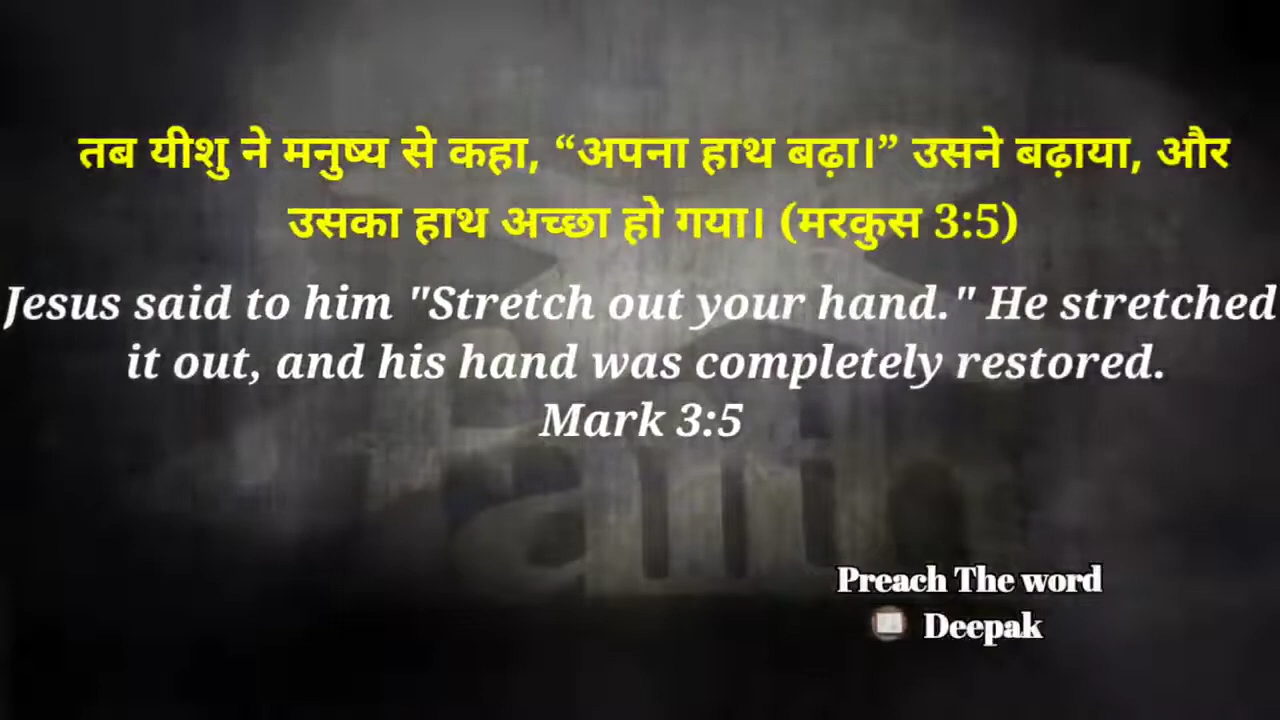 तब यीशु ने मनुष्य से कहा, “अपना हाथ बढ़ा।” उसने बढ़ाया, और
उसका हाथ अच्छा हो गया। (मरकुस 3:5)
Jesus said to him "Stretch out your hand." He stretched
it out, and his hand was completely restored.
Mark 3:5
Preach The word
Deepak